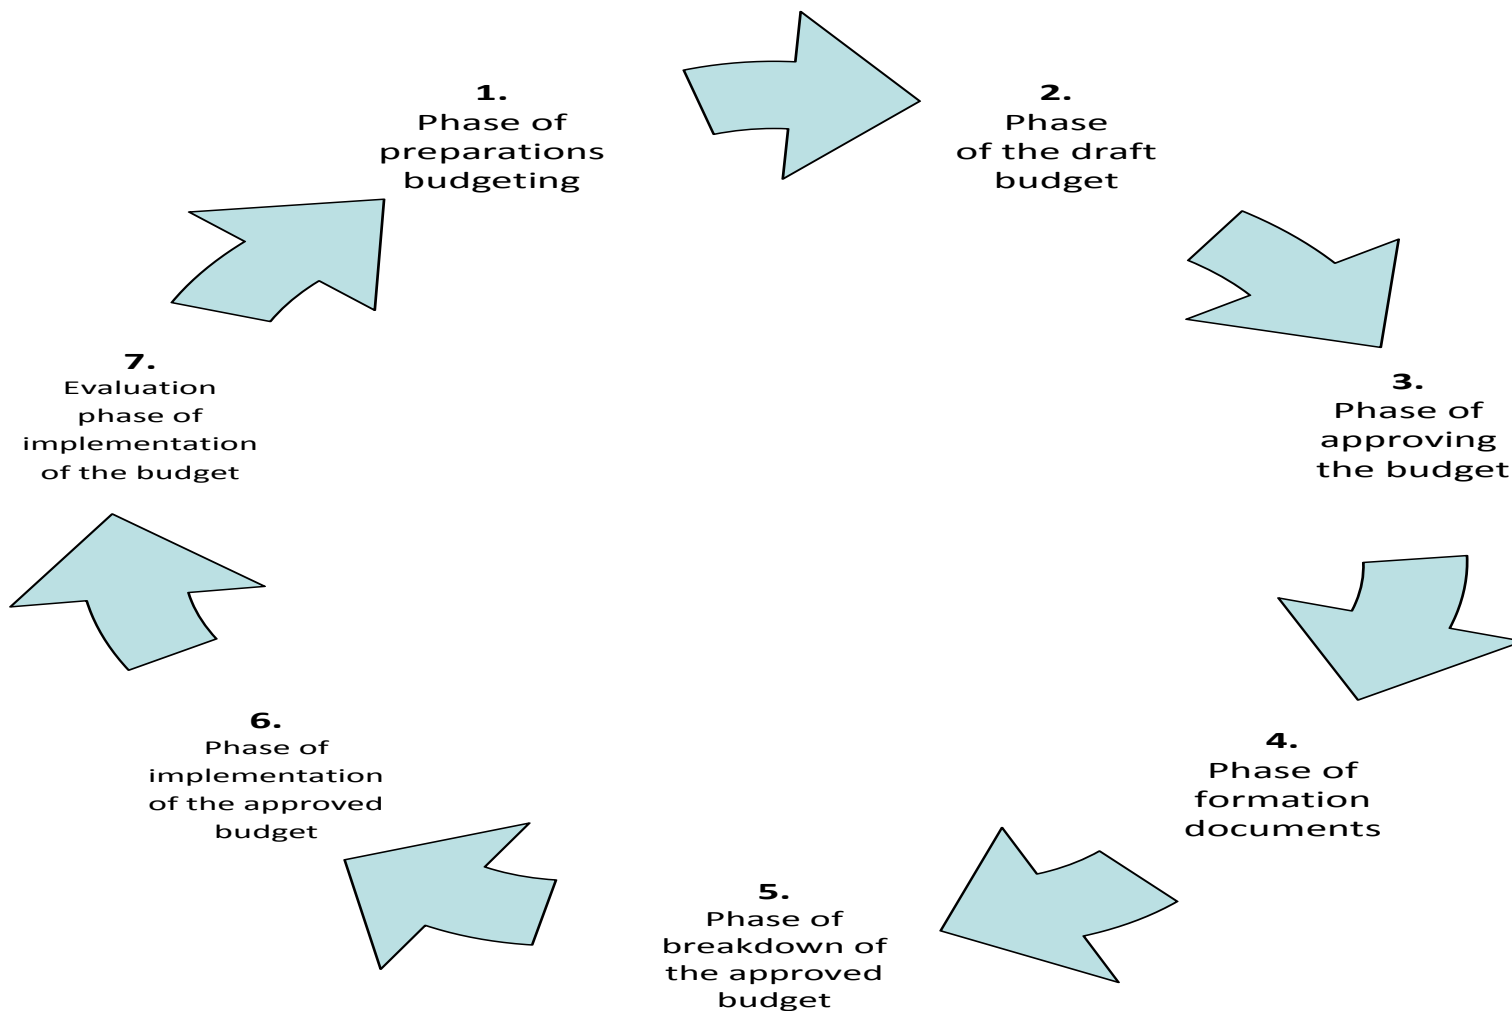 1.
Phase of
preparations
budgeting
2.
Phase
of the draft
budget
3.
Phase of
approving
the budget
4.
Phase of
formation
documents
5.
Phase of
breakdown of
the approved
budget
6.
Phase of
implementation
of the approved
budget
7.
Evaluation
phase of
implementation
of the budget